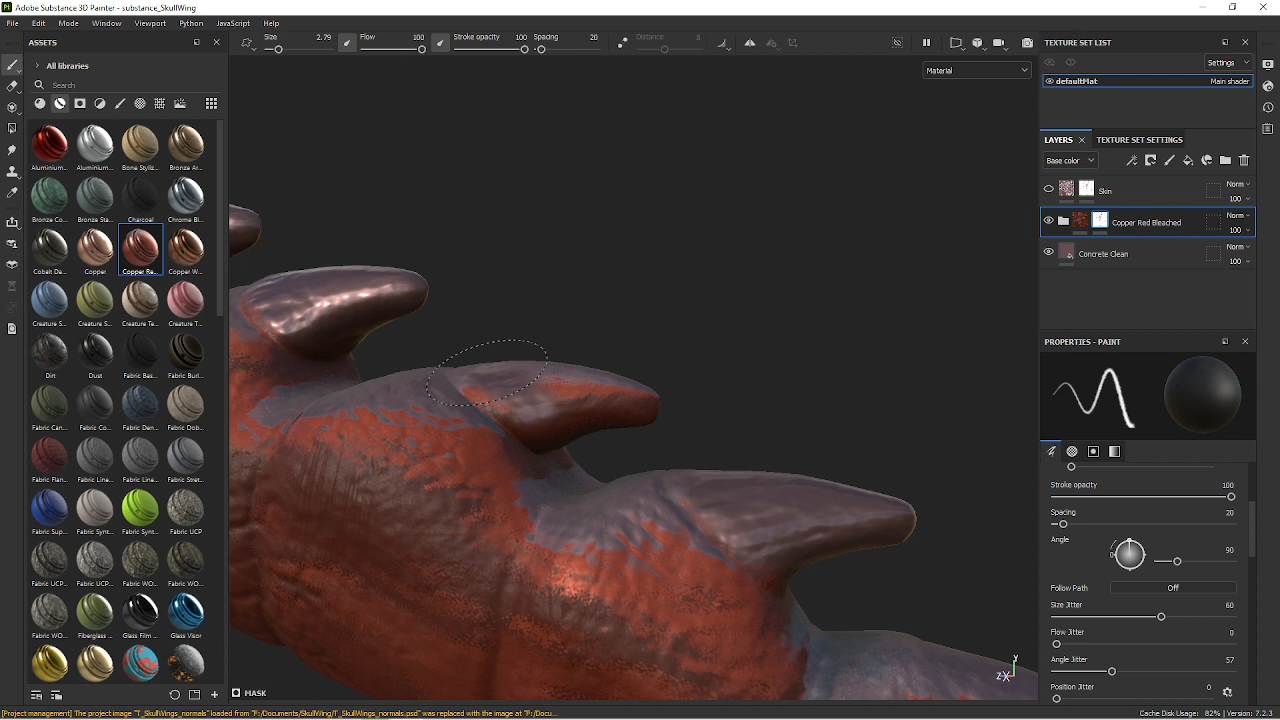 Adobe Substance 3D Painter - substance_SkullWing
File Edit Mode Window Viewport Python JavaScript Help
ASSETS
All libraries
Search
Aluminium... Aluminium... Bone Styliz... Bronze Ar...
Bronze Co... Bronze Sta... Charcoal Chrome Bl...
Cobalt Da... Copper Copper Re... Copper W...
Creature S... Creature S... Creature Te... Creature T...
Dirt Dust Fabric Bas... Fabric Burl...
Fabric Can... Fabric Co... Fabric Den... Fabric Dob...
Fabric Flan... Fabric Line... Fabric Line... Fabric Stret...
Fabric Sup... Fabric Synt... Fabric Synt... Fabric UCP
Fabric UCP... Fabric UCP... Fabric WO... Fabric WO...
Fabric WO... Fiberglass ... Glass Film ... Glass Visor
Size 2.79 Flow 100 Stroke opacity 100 Spacing 20 Distance 8
Material
Y
Z X
MASK
TEXTURE SET LIST
Settings
defaultMat Main shader
LAYERS TEXTURE SET SETTINGS
Base color
Skin Norm 100
Copper Red Bleached Norm 100
Concrete Clean Norm 100
PROPERTIES - PAINT
Stroke opacity 100
Spacing 20
Angle 90
Follow Path Off
Size Jitter 60
Flow Jitter 0
Angle Jitter 57
Position Jitter 0
[Project management] The project image "T_SkullWings_normals" loaded from "F:/Documents/SkullWing/T_SkullWings_normals.psd" was replaced with the image at "F:/Docu...
Cache Disk Usage: 82% | Version: 7.2.3